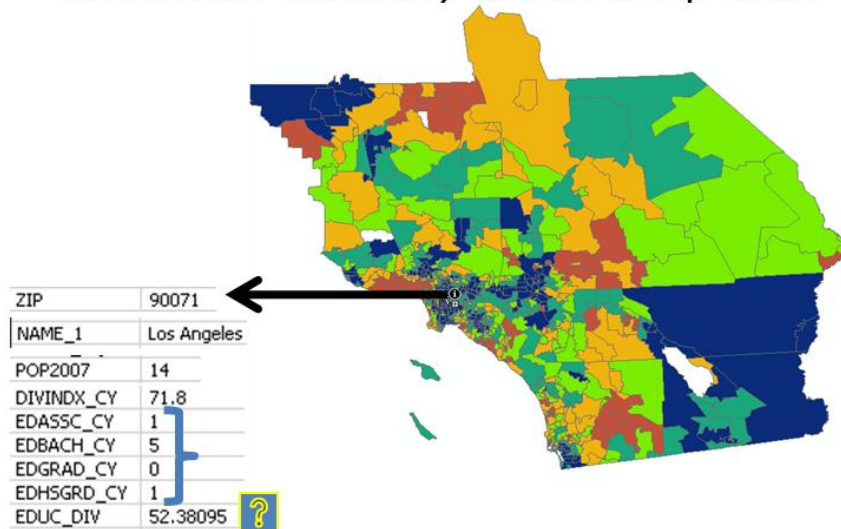 ZIP 90071
NAME_1 Los Angeles
POP2007 14
DIVINDX_CY 71.8
EDASSC_CY 1
EDBACH_CY 5
EDGRAD_CY 0
EDHSGRD_CY 1
EDUC_DIV 52.38095 ?